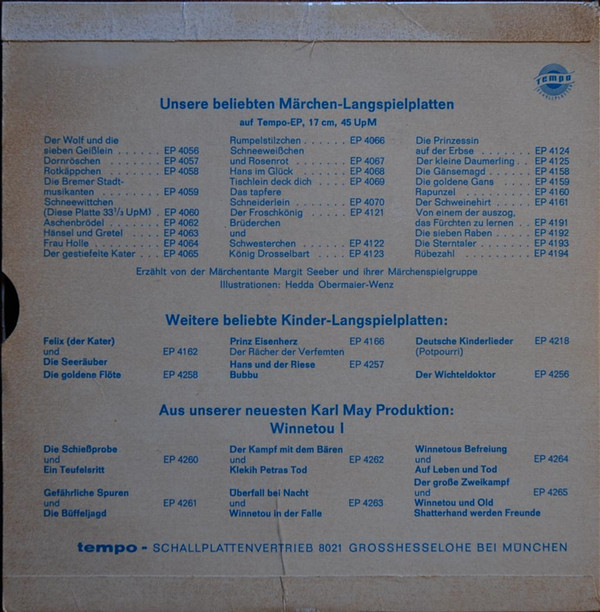 tempo
SCHALLPLATTEN
Unsere beliebten Märchen-Langspielplatten
auf Tempo-EP, 17 cm, 45 UpM
Der Wolf und die
sieben Geißlein . . . . . . EP 4056
Dornröschen . . . . . . EP 4057
Rotkäppchen . . . . . . EP 4058
Die Bremer Stadt-
musikanten . . . . . . EP 4059
Schneewittchen
(Diese Platte 33⅓ UpM) . EP 4060
Aschenbrödel . . . . . . EP 4062
Hänsel und Gretel . . . . EP 4063
Frau Holle . . . . . . EP 4064
Der gestiefelte Kater . . . EP 4065
Rumpelstilzchen . . . . . . EP 4066
Schneeweißchen
und Rosenrot . . . . . . EP 4067
Hans im Glück . . . . . . EP 4068
Tischlein deck dich . . . . EP 4069
Das tapfere
Schneiderlein . . . . . . EP 4070
Der Froschkönig . . . . . EP 4121
Brüderchen
und
Schwesterchen . . . . . EP 4122
König Drosselbart . . . . EP 4123
Die Prinzessin
auf der Erbse . . . . . . EP 4124
Der kleine Daumerling . . EP 4125
Die Gänsemagd . . . . . EP 4158
Die goldene Gans . . . . . EP 4159
Rapunzel . . . . . . EP 4160
Der Schweinehirt . . . . . EP 4161
Von einem der auszog,
das Fürchten zu lernen . . EP 4191
Die sieben Raben . . . . . EP 4192
Die Sterntaler . . . . . . EP 4193
Rübezahl . . . . . . EP 4194
Erzählt von der Märchentante Margit Seeber und ihrer Märchenspielgruppe
Illustrationen: Hedda Obermaier-Wenz
Weitere beliebte Kinder-Langspielplatten:
Felix (der Kater)
und EP 4162
Die Seeräuber
Die goldene Flöte EP 4258
Prinz Eisenherz EP 4166
Der Rächer der Verfemten
Hans und der Riese EP 4257
Bubbu
Deutsche Kinderlieder EP 4218
(Potpourri)
Der Wichteldoktor EP 4256
Aus unserer neuesten Karl May Produktion:
Winnetou I
Die Schießprobe
und EP 4260
Ein Teufelsritt
Gefährliche Spuren
und EP 4261
Die Büffeljagd
Der Kampf mit dem Bären
und EP 4262
Klekih Petras Tod
Überfall bei Nacht
und EP 4263
Winnetou in der Falle
Winnetous Befreiung
und EP 4264
Auf Leben und Tod
Der große Zweikampf
und EP 4265
Winnetou und Old
Shatterhand werden Freunde
tempo - SCHALLPLATTENVERTRIEB 8021 GROSSHESSELOHE BEI MÜNCHEN